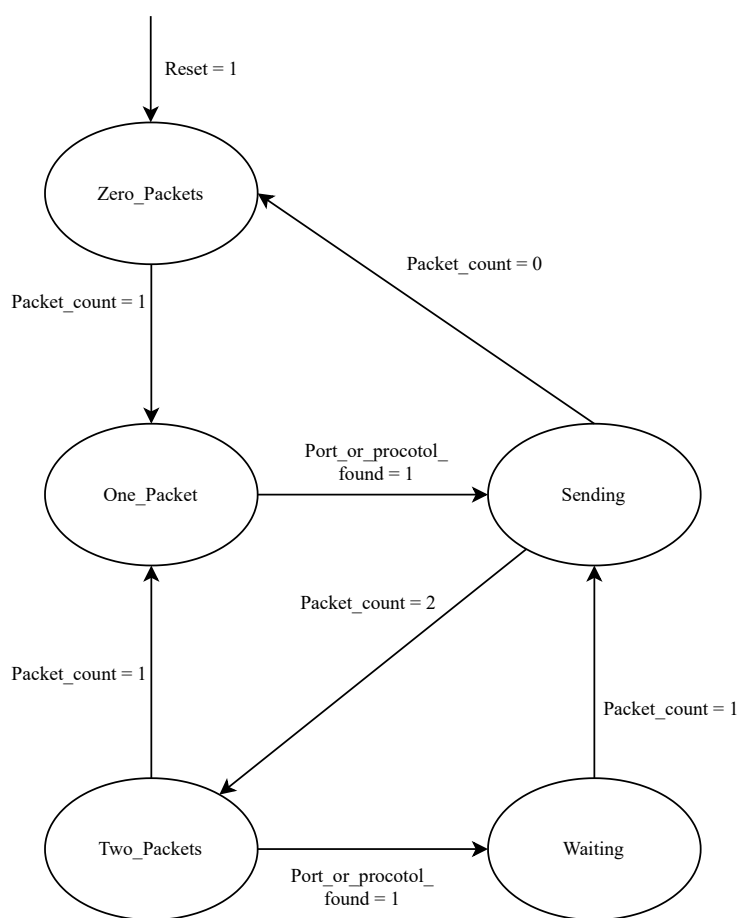 Reset = 1
Zero_Packets
Packet_count = 0
Packet_count = 1
Port_or_procotol_
found = 1
One_Packet
Sending
Packet_count = 2
Packet_count = 1
Packet_count = 1
Two_Packets
Waiting
Port_or_procotol_
found = 1